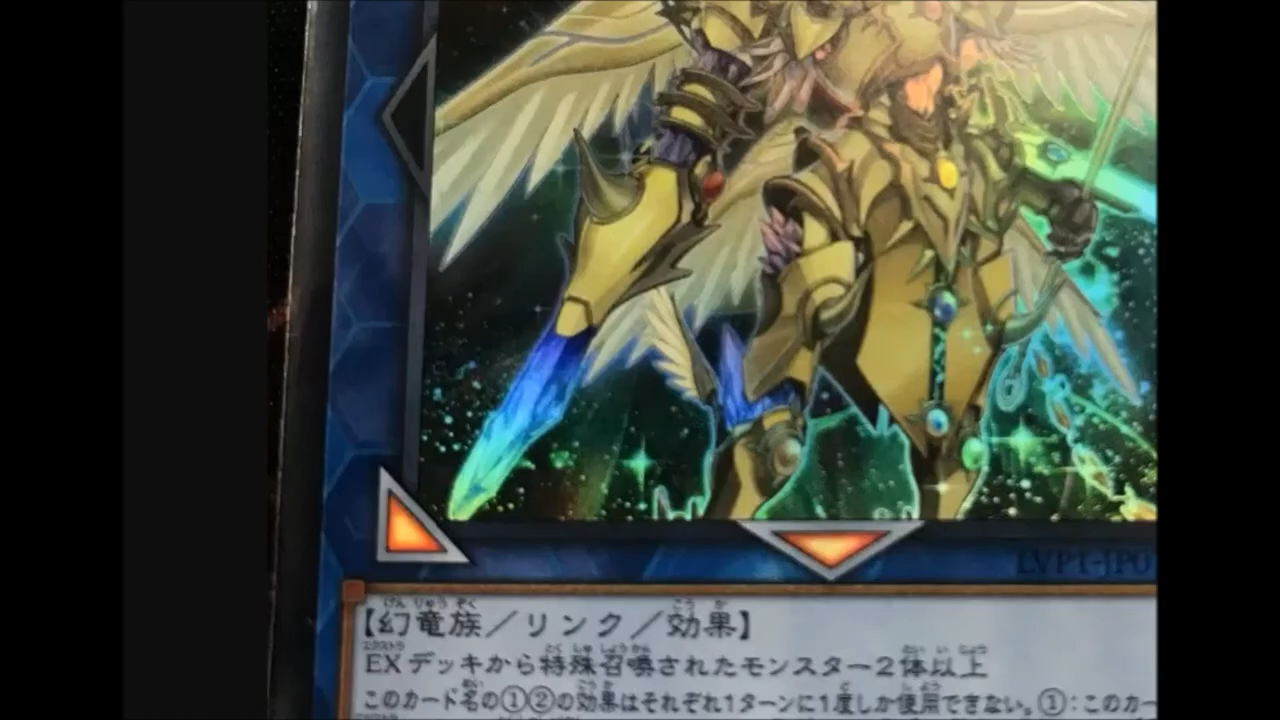 LVP1-JP0
【幻竜族／リンク／効果】
EXデッキから特殊召喚されたモンスター２体以上
このカード名の①②の効果はそれぞれ１ターンに１度しか使用できない。①：このカー